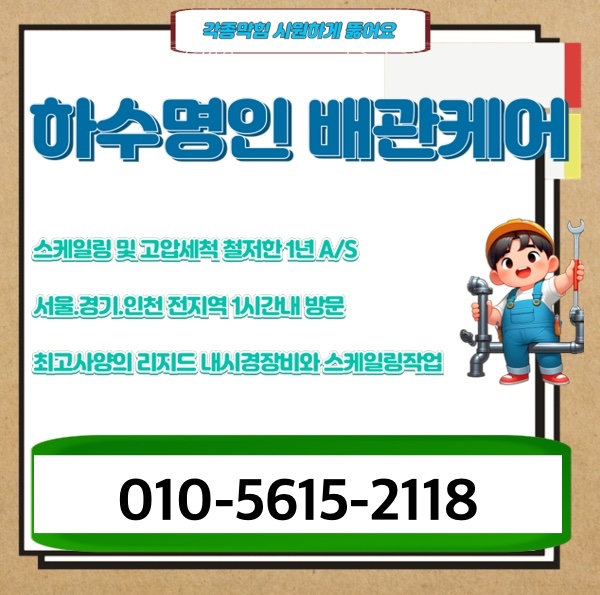 각종막힘 시원하게 뚫어요
하수명인 배관케어
스케일링 및 고압세척 철저한 1년 A/S
서울.경기.인천 전지역 1시간내 방문
최고사양의 리지드 내시경장비와 스케일링작업
010-5615-2118